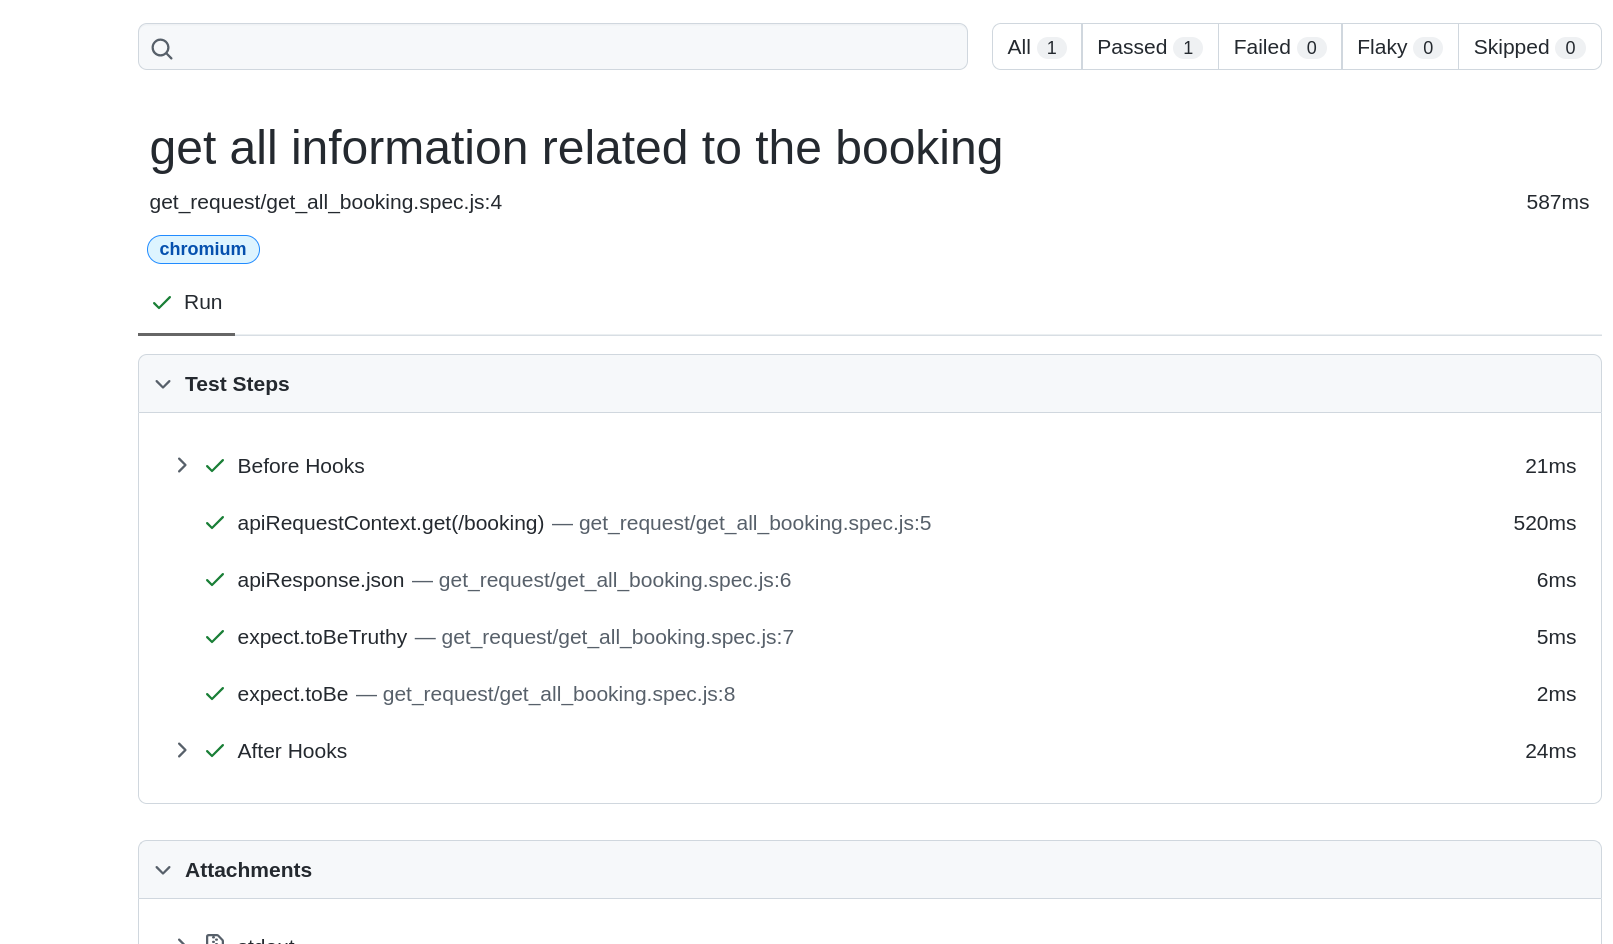 All 1 Passed 1 Failed 0 Flaky 0 Skipped 0
get all information related to the booking
get_request/get_all_booking.spec.js:4 587ms
chromium
Run
Test Steps
Before Hooks 21ms
apiRequestContext.get(/booking) — get_request/get_all_booking.spec.js:5 520ms
apiResponse.json — get_request/get_all_booking.spec.js:6 6ms
expect.toBeTruthy — get_request/get_all_booking.spec.js:7 5ms
expect.toBe — get_request/get_all_booking.spec.js:8 2ms
After Hooks 24ms
Attachments
stdout